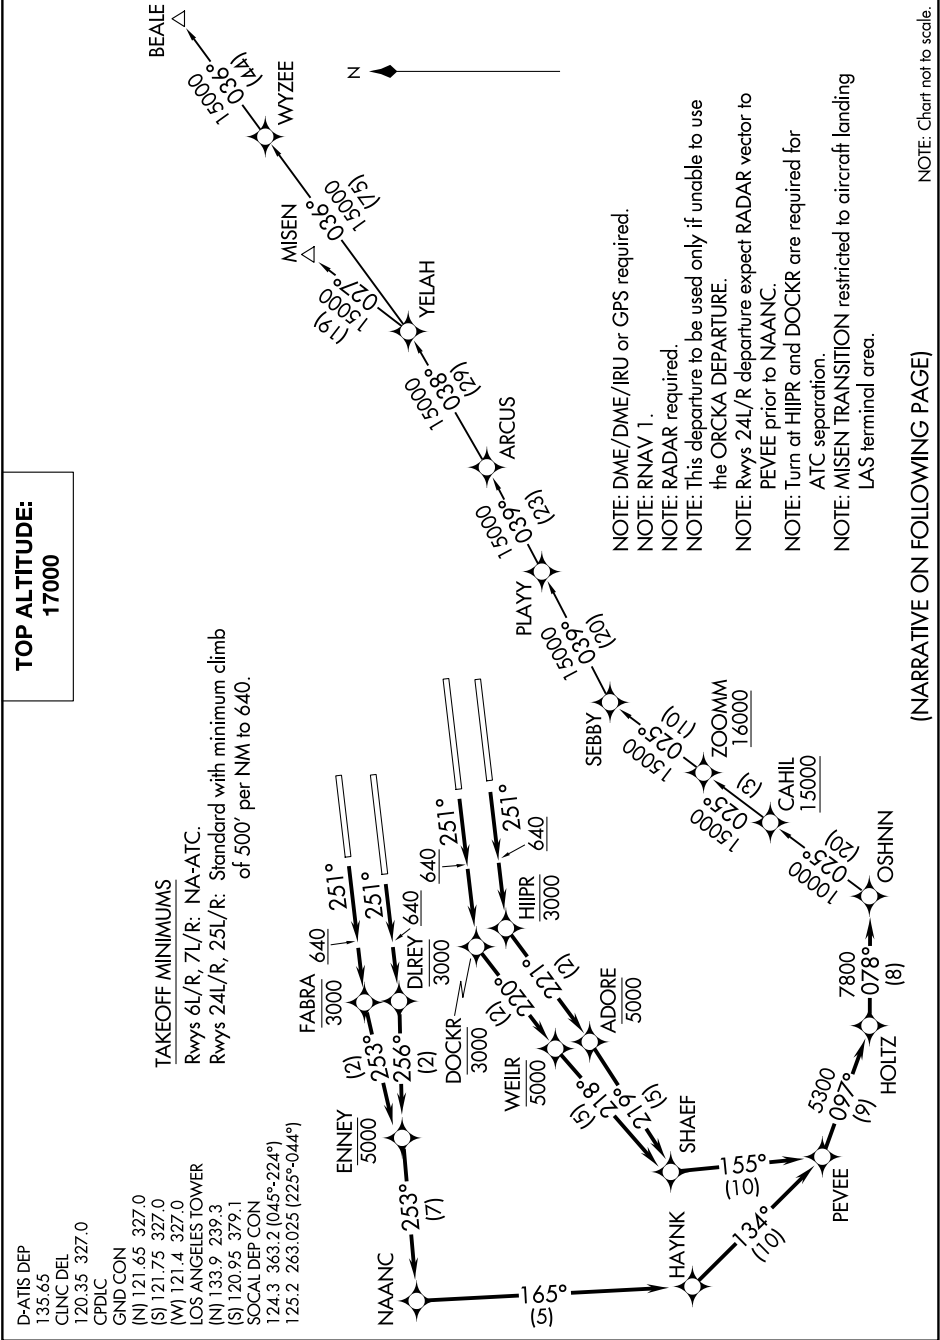 TOP ALTITUDE:
17000
D-ATIS DEP
135.65
CLNC DEL
120.35 327.0
CPDLC
GND CON
(N) 121.65 327.0
(S) 121.75 327.0
(W) 121.4 327.0
LOS ANGELES TOWER
(N) 133.9 239.3
(S) 120.95 379.1
SOCAL DEP CON
124.3 363.2 (045°-224°)
125.2 263.025 (225°-044°)
TAKEOFF MINIMUMS
Rwys 6L/R, 7L/R: NA-ATC.
Rwys 24L/R, 25L/R: Standard with minimum climb
of 500' per NM to 640.
BEALE
15000
036°
(44)
WYZEE
N
MISEN
036°
15000
(75)
(19)
15000
027°
YELAH
15000
038°
(29)
ARCUS
15000
039°
(23)
PLAYY
15000
039°
(20)
SEBBY
15000
025°
(10)
ZOOMM
16000
15000
025°
(3)
CAHIL
15000
10000
025°
(20)
OSHNN
7800
078°
(8)
HOLTZ
5300
097°
(9)
PEVEE
251°
640
FABRA
3000
251°
640
DLREY
3000
(2)
253°
256°
(2)
ENNEY
5000
253°
(7)
NAANC
165°
(5)
HAYNK
134°
(10)
251°
640
DOCKR
3000
251°
640
HIIPR
3000
220°
(2)
221°
(2)
WEILR
5000
ADORE
5000
218°
(5)
219°
(5)
SHAEF
155°
(10)
NOTE: DME/DME/IRU or GPS required.
NOTE: RNAV 1.
NOTE: RADAR required.
NOTE: This departure to be used only if unable to use
the ORCKA DEPARTURE.
NOTE: Rwys 24L/R departure expect RADAR vector to
PEVEE prior to NAANC.
NOTE: Turn at HIIPR and DOCKR are required for
ATC separation.
NOTE: MISEN TRANSITION restricted to aircraft landing
LAS terminal area.
NOTE: Chart not to scale.
(NARRATIVE ON FOLLOWING PAGE)